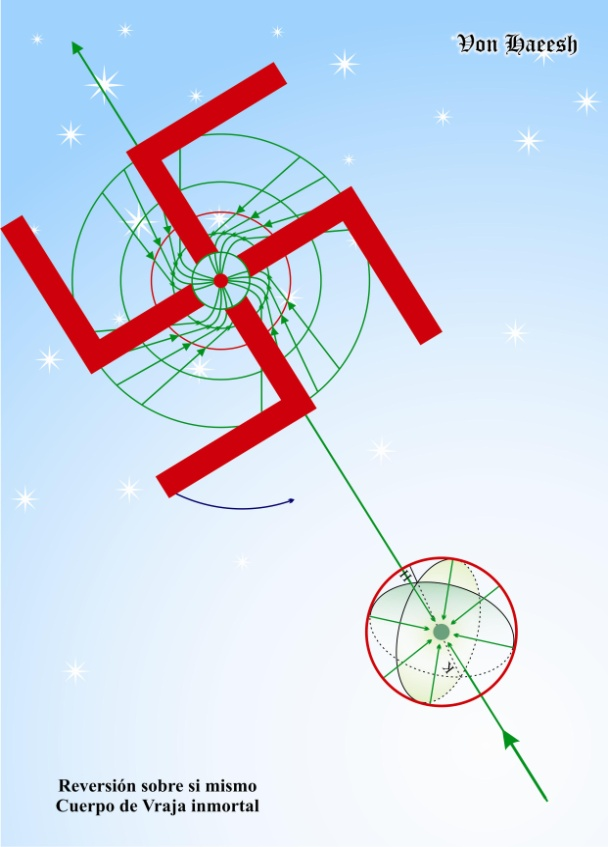 Von Haeesh
Reversión sobre si mismo
Cuerpo de Vraja inmortal